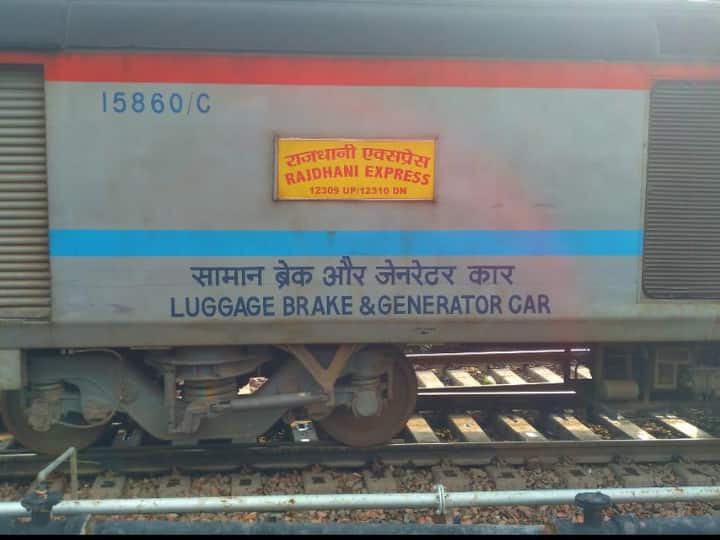 15860/C
राजधानी एक्सप्रेस
RAJDHANI EXPRESS
12309 UP/12310 DN
सामान ब्रेक और जेनरेटर कार
LUGGAGE BRAKE & GENERATOR CAR